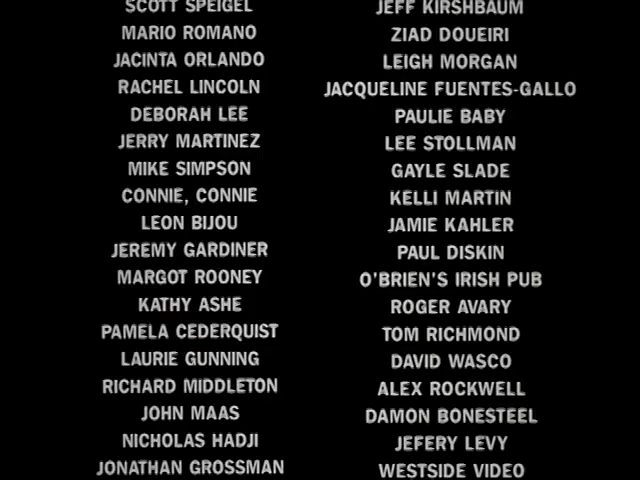 SCOTT SPEIGEL
MARIO ROMANO
JACINTA ORLANDO
RACHEL LINCOLN
DEBORAH LEE
JERRY MARTINEZ
MIKE SIMPSON
CONNIE, CONNIE
LEON BIJOU
JEREMY GARDINER
MARGOT ROONEY
KATHY ASHE
PAMELA CEDERQUIST
LAURIE GUNNING
RICHARD MIDDLETON
JOHN MAAS
NICHOLAS HADJI
JONATHAN GROSSMAN
JEFF KIRSHBAUM
ZIAD DOUEIRI
LEIGH MORGAN
JACQUELINE FUENTES-GALLO
PAULIE BABY
LEE STOLLMAN
GAYLE SLADE
KELLI MARTIN
JAMIE KAHLER
PAUL DISKIN
O'BRIEN'S IRISH PUB
ROGER AVARY
TOM RICHMOND
DAVID WASCO
ALEX ROCKWELL
DAMON BONESTEEL
JEFERY LEVY
WESTSIDE VIDEO